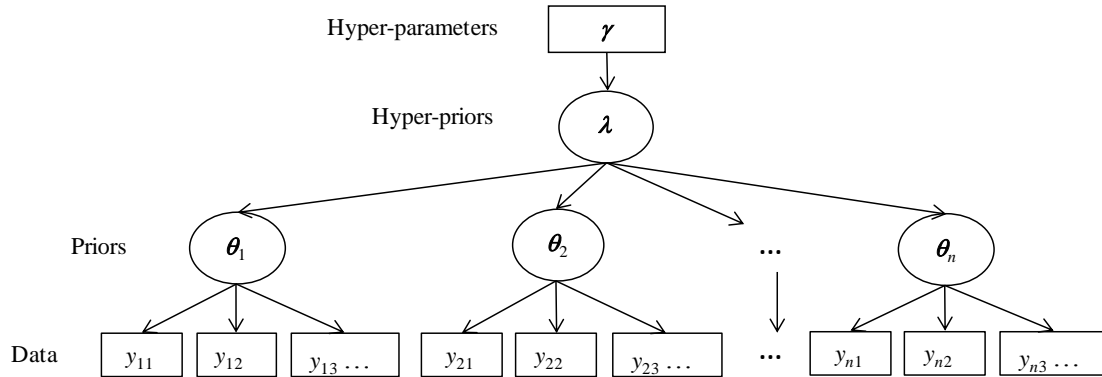 Hyper-parameters γ
Hyper-priors λ
Priors θ₁ θ₂ ... θₙ
Data y₁₁ y₁₂ y₁₃ ... y₂₁ y₂₂ y₂₃ ... ... yₙ₁ yₙ₂ yₙ₃ ...